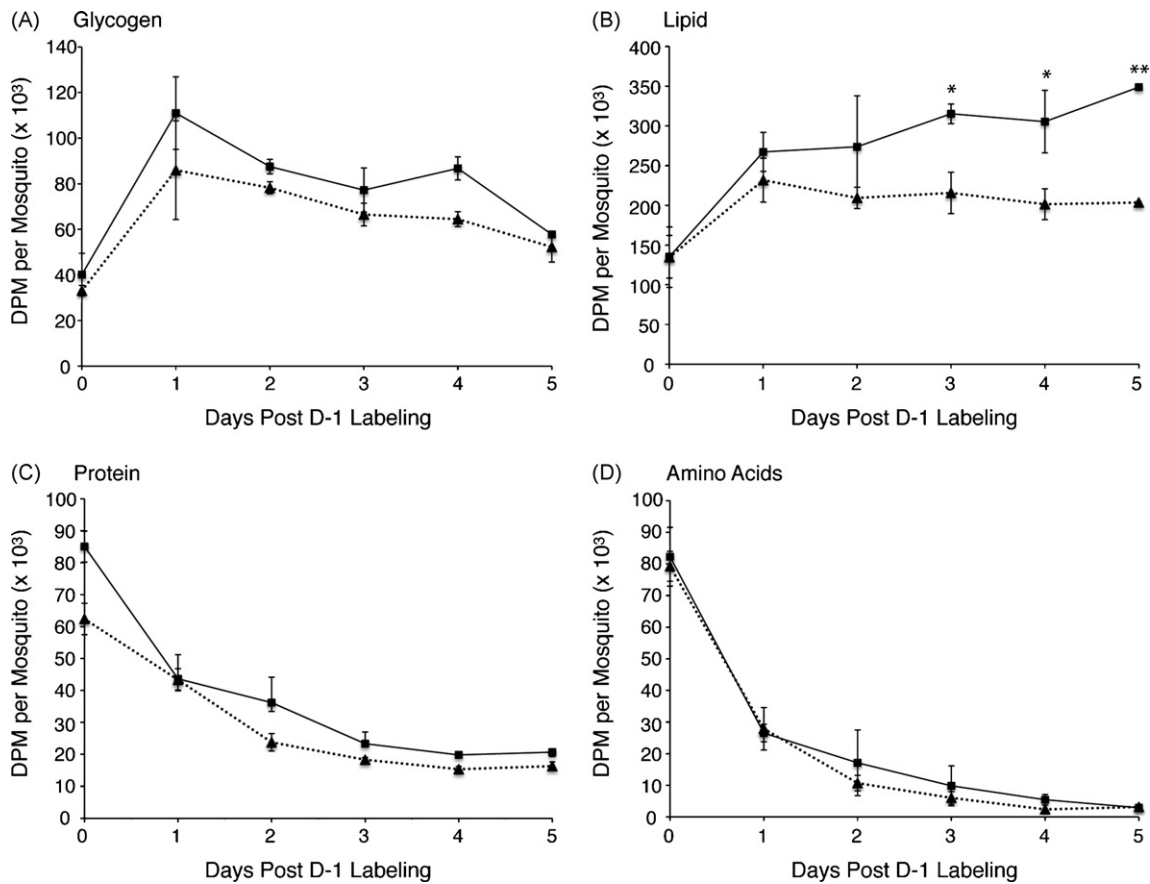 (A) Glycogen
DPM per Mosquito (x 10³)
140
120
100
80
60
40
20
0
0 1 2 3 4 5
Days Post D-1 Labeling
(B) Lipid
DPM per Mosquito (x 10³)
400
350
300
250
200
150
100
50
0
* * **
0 1 2 3 4 5
Days Post D-1 Labeling
(C) Protein
DPM per Mosquito (x 10³)
100
90
80
70
60
50
40
30
20
10
0
0 1 2 3 4 5
Days Post D-1 Labeling
(D) Amino Acids
DPM per Mosquito (x 10³)
100
90
80
70
60
50
40
30
20
10
0
0 1 2 3 4 5
Days Post D-1 Labeling